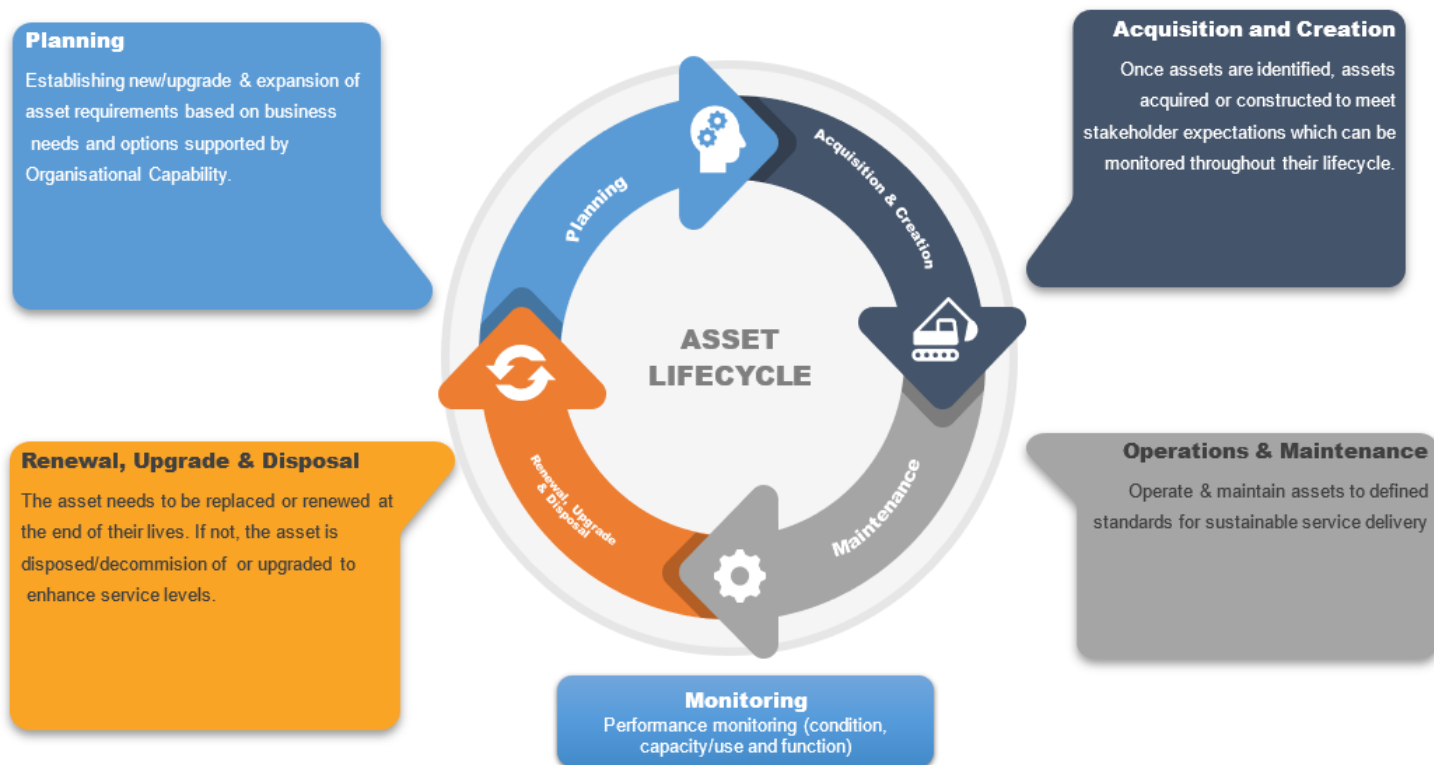 Planning
Establishing new/upgrade & expansion of
asset requirements based on business
needs and options supported by
Organisational Capability.
Acquisition and Creation
Once assets are identified, assets
acquired or constructed to meet
stakeholder expectations which can be
monitored throughout their lifecycle.
Planning
Acquisition & Creation
ASSET
LIFECYCLE
Maintenance
Renewal, Upgrade
& Disposal
Renewal, Upgrade & Disposal
The asset needs to be replaced or renewed at
the end of their lives. If not, the asset is
disposed/decommision of or upgraded to
enhance service levels.
Operations & Maintenance
Operate & maintain assets to defined
standards for sustainable service delivery
Monitoring
Performance monitoring (condition,
capacity/use and function)